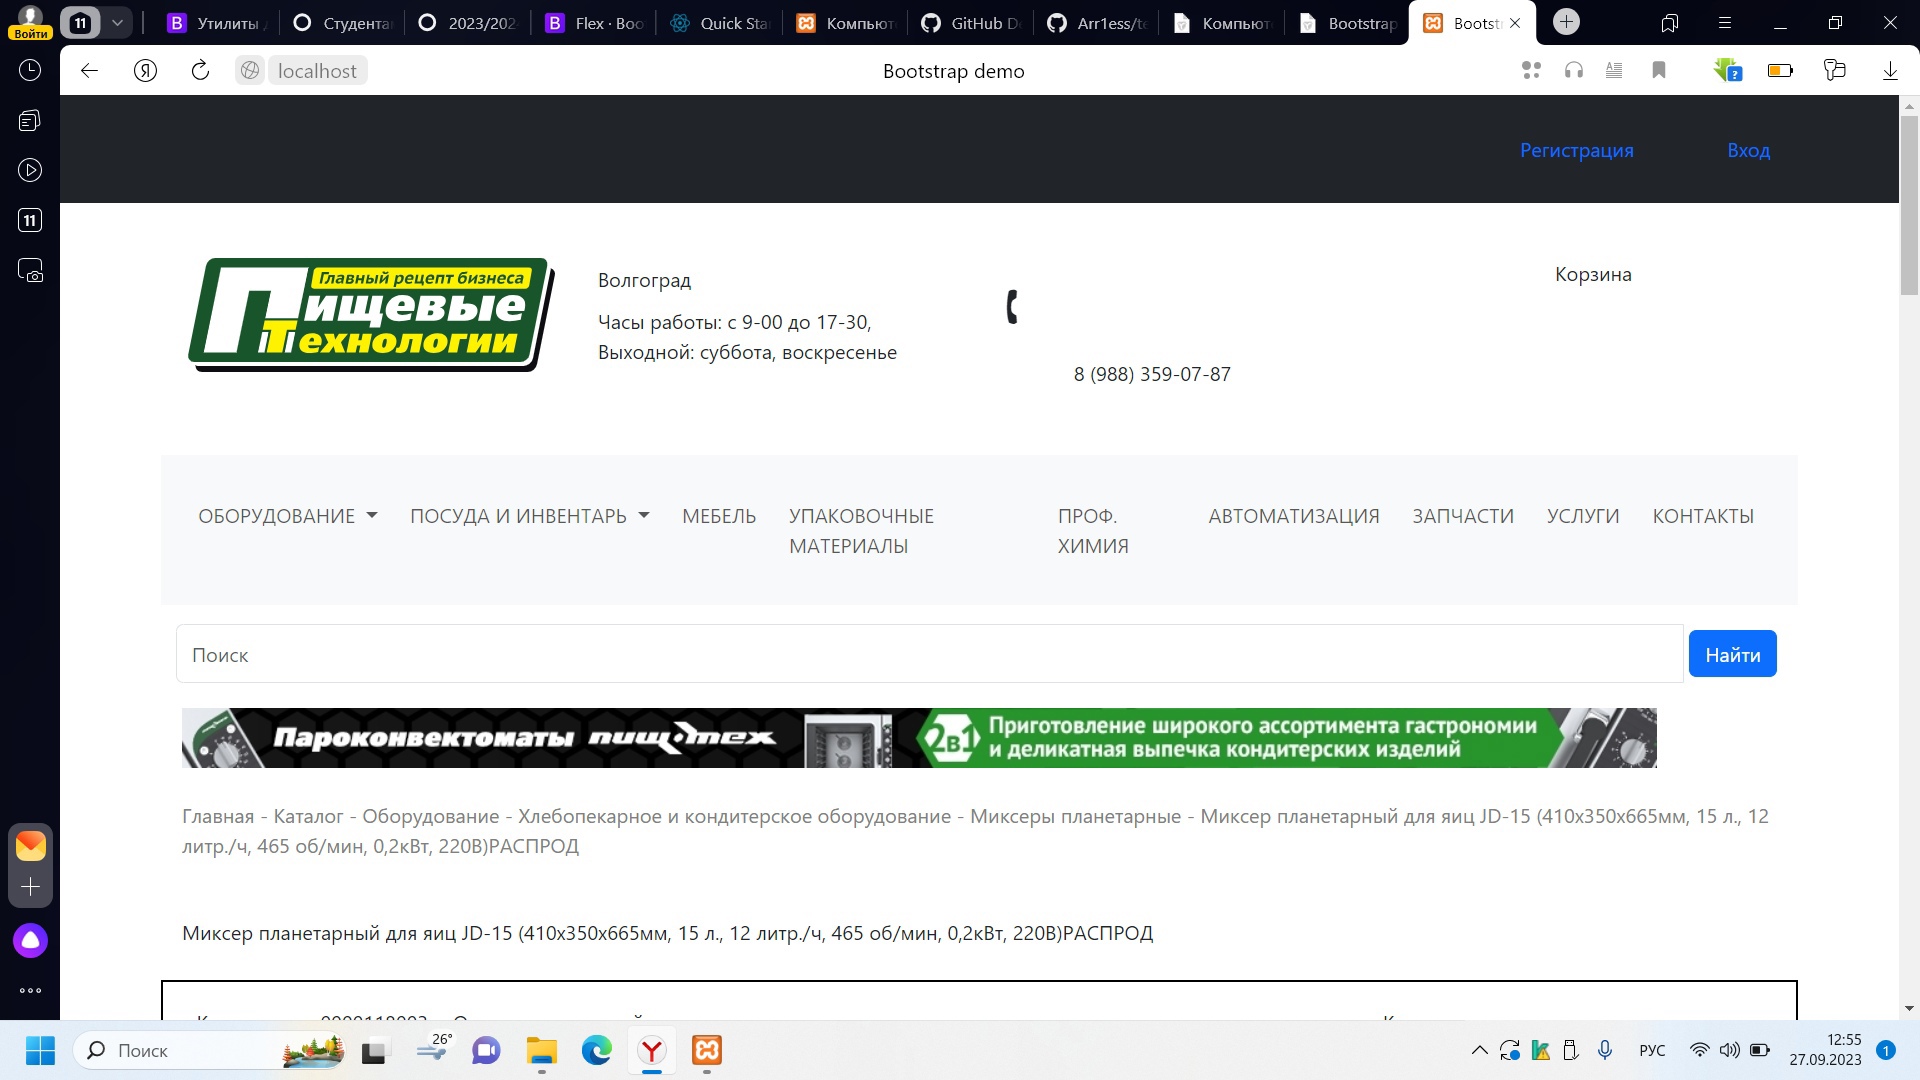 Войти
11
Утилиты
Студента
2023/202
Flex · Boo
Quick Sta
Компьют
GitHub D
Arr1ess/te
Компьют
Bootstrap
Bootst
localhost
Bootstrap demo
11
Регистрация
Вход
Главный рецепт бизнеса
Пищевые
Технологии
Волгоград
Часы работы: с 9-00 до 17-30,
Выходной: суббота, воскресенье
8 (988) 359-07-87
Корзина
ОБОРУДОВАНИЕ
ПОСУДА И ИНВЕНТАРЬ
МЕБЕЛЬ
УПАКОВОЧНЫЕ
МАТЕРИАЛЫ
ПРОФ.
ХИМИЯ
АВТОМАТИЗАЦИЯ
ЗАПЧАСТИ
УСЛУГИ
КОНТАКТЫ
Поиск
Найти
Пароконвектоматы пищтех
2в1
Приготовление широкого ассортимента гастрономии
и деликатная выпечка кондитерских изделий
Главная - Каталог - Оборудование - Хлебопекарное и кондитерское оборудование - Миксеры планетарные - Миксер планетарный для яиц JD-15 (410х350х665мм, 15 л., 12
литр./ч, 465 об/мин, 0,2кВт, 220В)РАСПРОД
Миксер планетарный для яиц JD-15 (410х350х665мм, 15 л., 12 литр./ч, 465 об/мин, 0,2кВт, 220В)РАСПРОД
Поиск
26°
РУС
12:55
27.09.2023
1